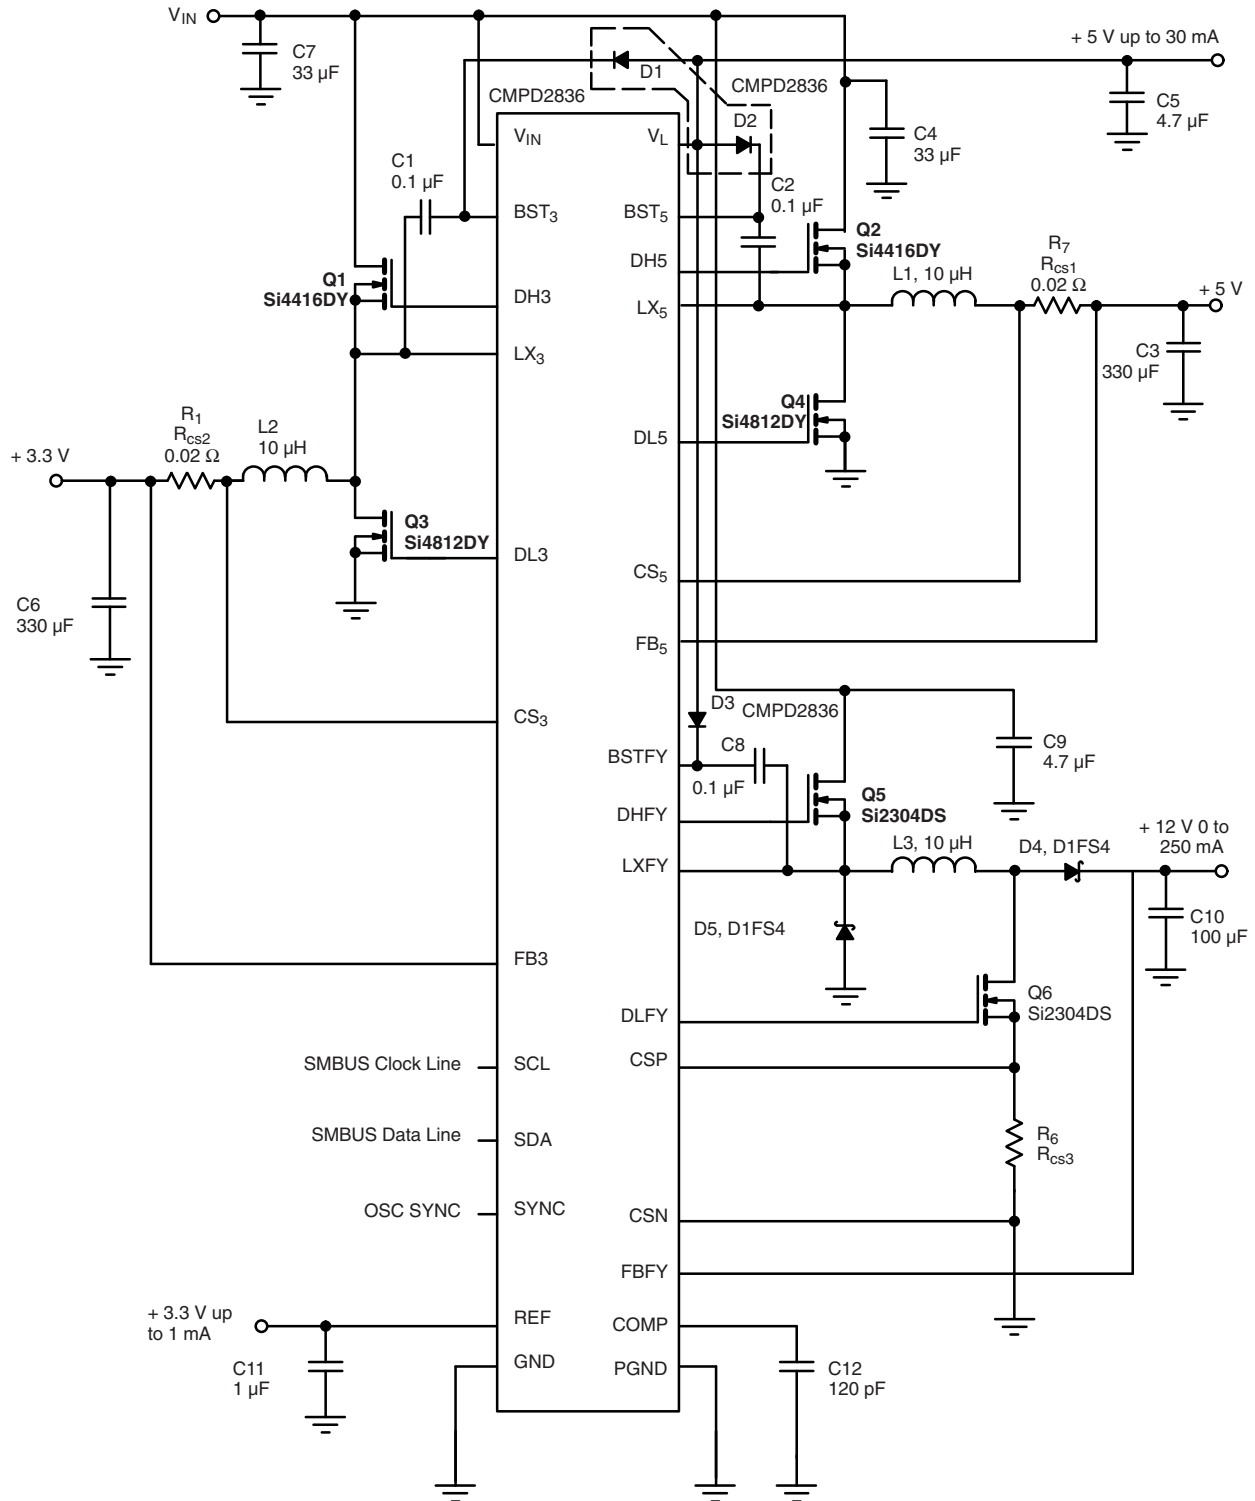 VIN
C7
33 µF
+ 5 V up to 30 mA
D1
CMPD2836
CMPD2836
D2
C5
4.7 µF
C4
33 µF
VIN
VL
C1
0.1 µF
C2
0.1 µF
BST3
BST5
Q2
Si4416DY
DH5
Q1
Si4416DY
DH3
L1, 10 µH
R7
Rcs1
0.02 Ω
+ 5 V
LX5
LX3
C3
330 µF
Q4
Si4812DY
DL5
R1
Rcs2
0.02 Ω
L2
10 µH
+ 3.3 V
Q3
Si4812DY
DL3
CS5
C6
330 µF
FB5
CS3
D3
CMPD2836
C8
0.1 µF
BSTFY
C9
4.7 µF
Q5
Si2304DS
DHFY
L3, 10 µH
D4, D1FS4
+ 12 V 0 to
250 mA
LXFY
D5, D1FS4
C10
100 µF
FB3
Q6
Si2304DS
DLFY
CSP
SMBUS Clock Line
SCL
SMBUS Data Line
SDA
R6
Rcs3
OSC SYNC
SYNC
CSN
FBFY
+ 3.3 V up
to 1 mA
REF
COMP
C11
1 µF
GND
PGND
C12
120 pF